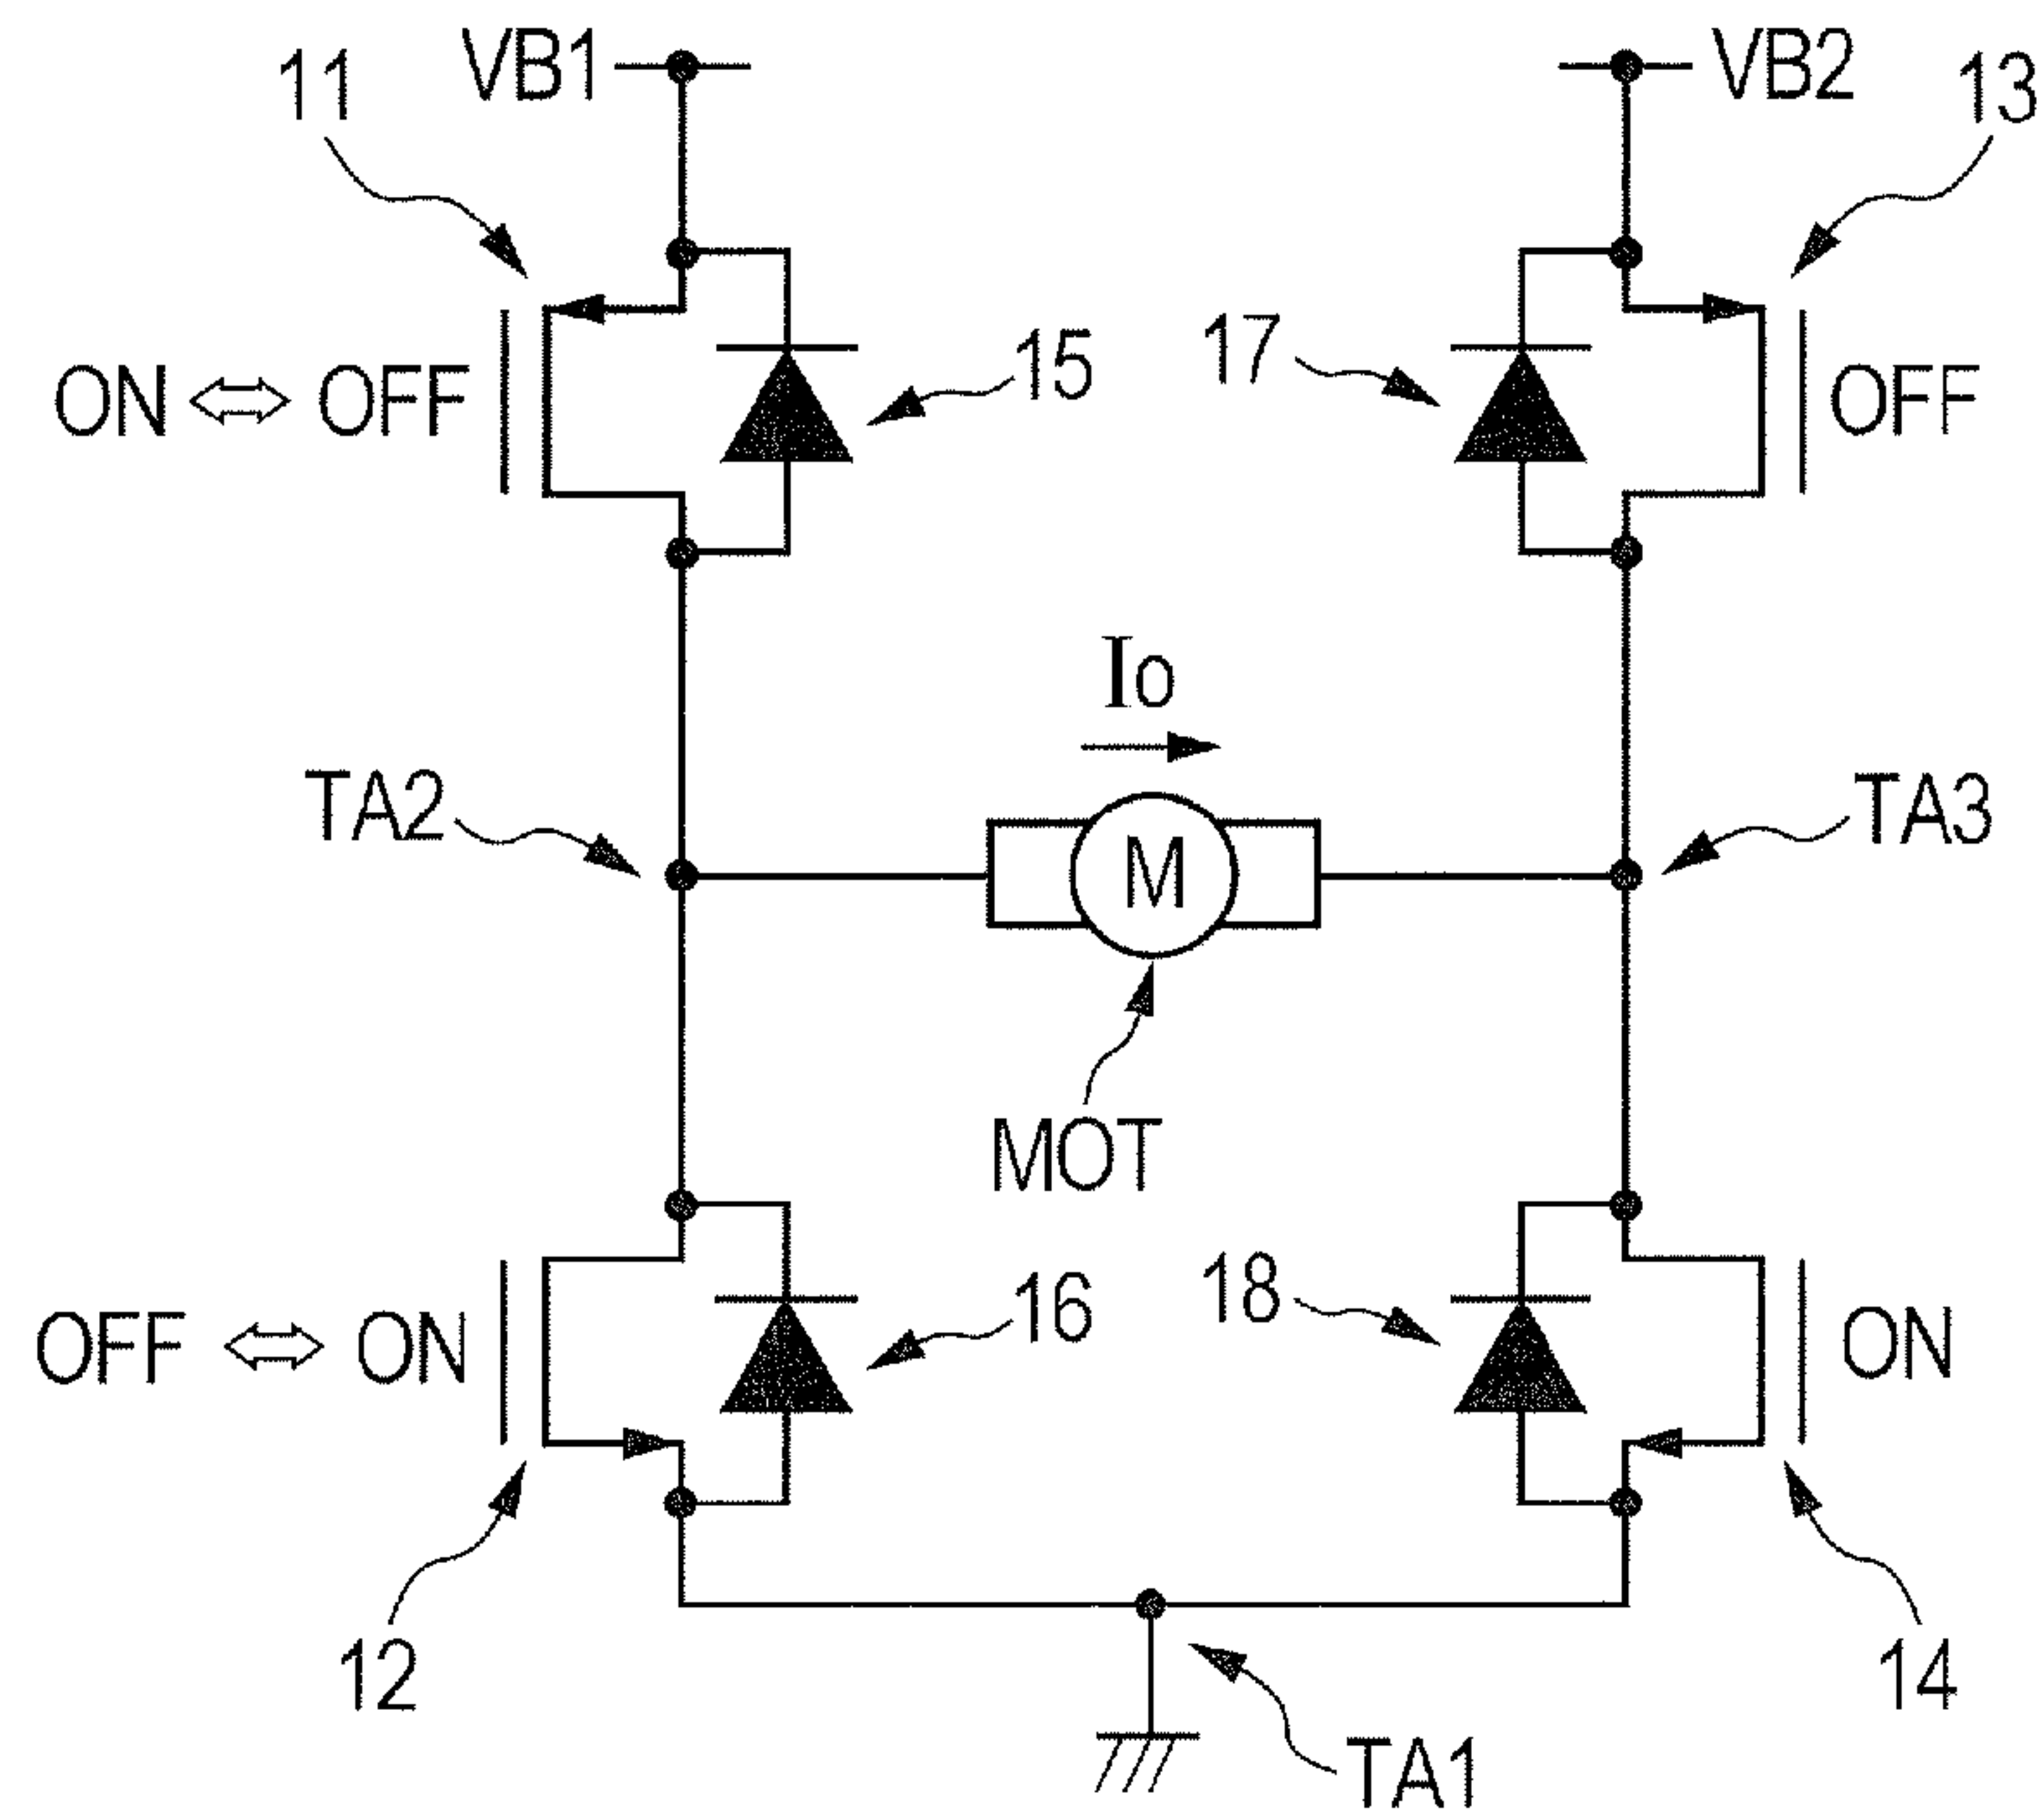 11
VB1
VB2
13
ON ⇔ OFF
15
17
OFF
Io
TA2
M
TA3
MOT
OFF ⇔ ON
16
18
ON
12
14
TA1